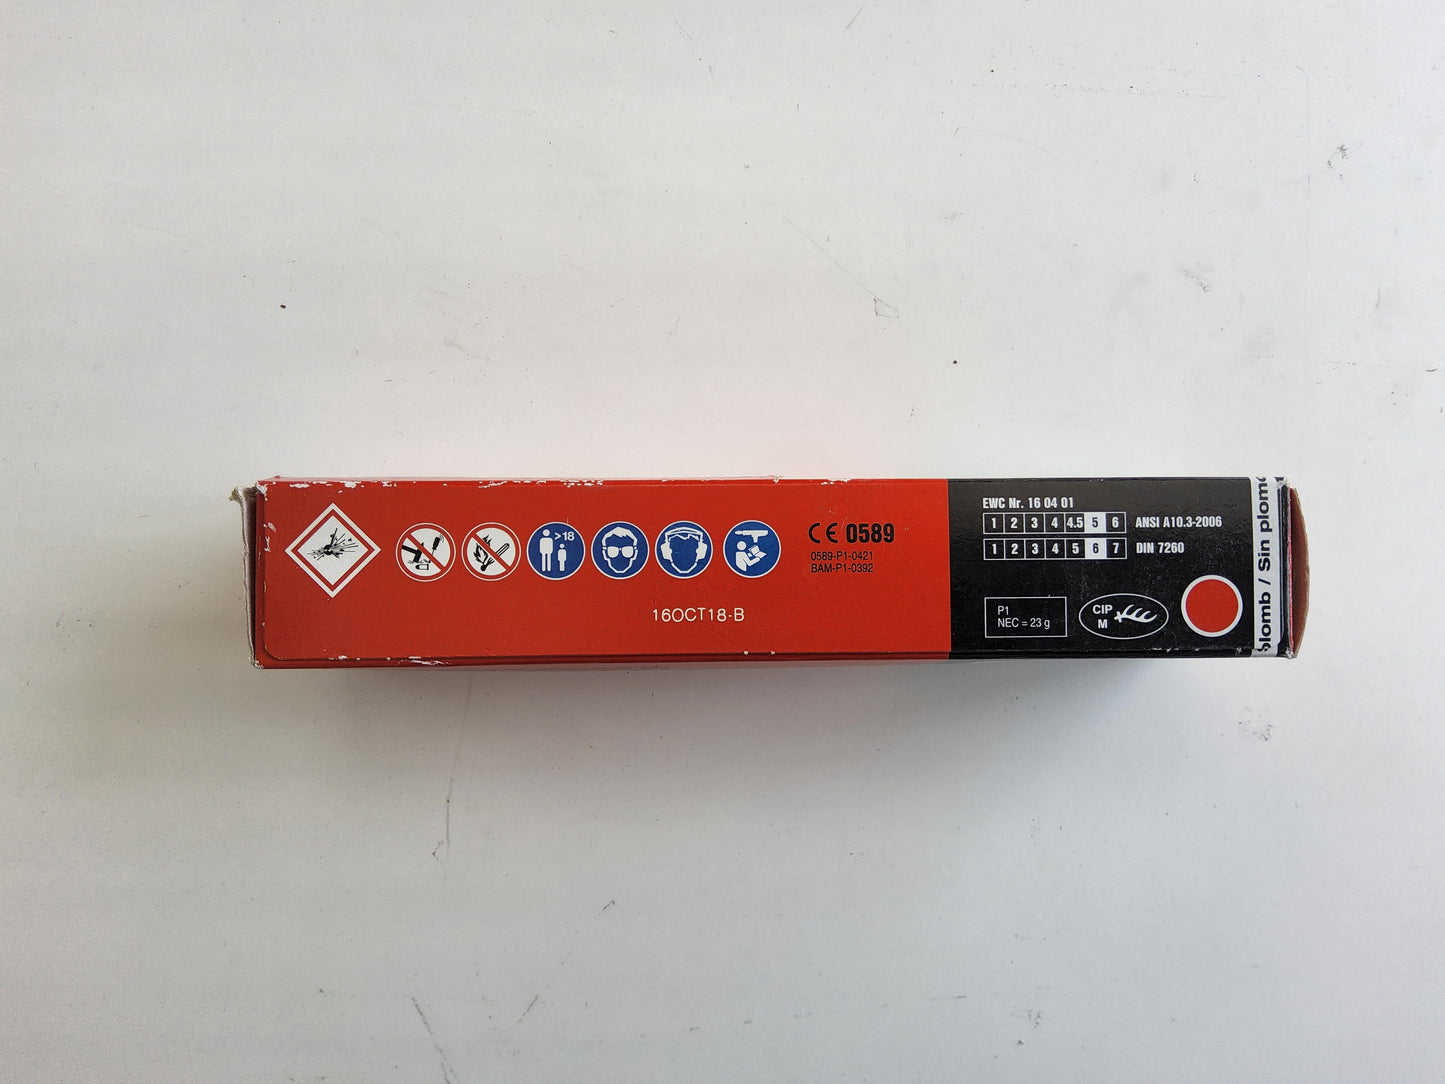 >18
CE 0589
0589-P1-0421
BAM-P1-0392
16OCT18-B
EWC Nr. 16 04 01
1 2 3 4 4.5 5 6 ANSI A10.3-2006
1 2 3 4 5 6 7 DIN 7260
P1
NEC = 23 g
CIP
M
/ Sin